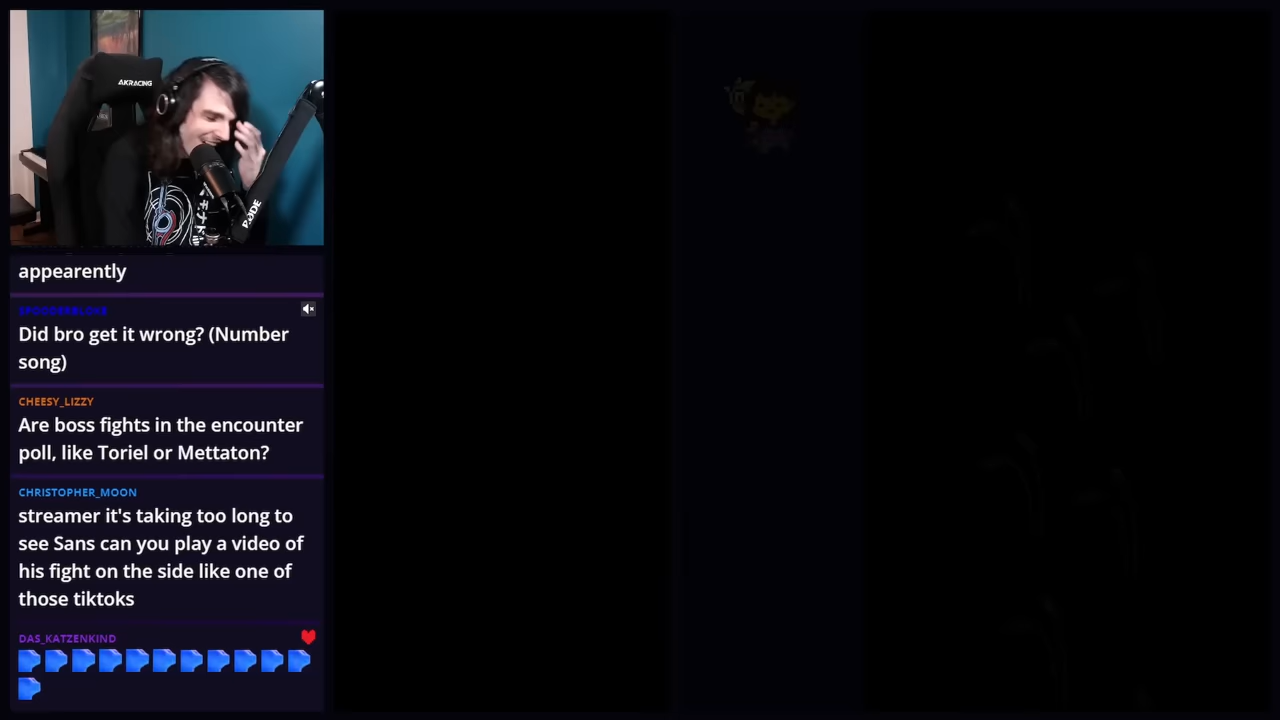 AKRACING
RØDE
appearently
Did bro get it wrong? (Number
song)
CHEESY_LIZZY
Are boss fights in the encounter
poll, like Toriel or Mettaton?
CHRISTOPHER_MOON
streamer it's taking too long to
see Sans can you play a video of
his fight on the side like one of
those tiktoks
DAS_KATZENKIND